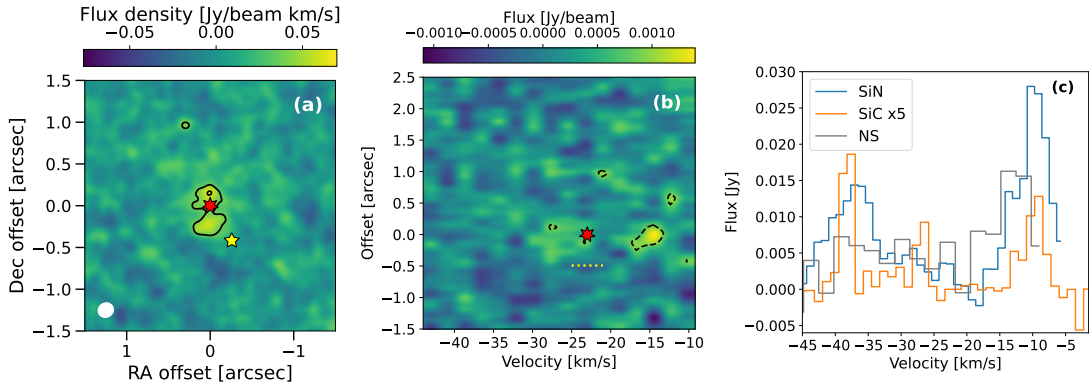 Flux density [Jy/beam km/s]
−0.05 0.00 0.05
(a)
Dec offset [arcsec]
1.5
1.0
0.5
0.0
−0.5
−1.0
−1.5
1 0 −1
RA offset [arcsec]
Flux [Jy/beam]
−0.0010 −0.0005 0.0000 0.0005 0.0010
(b)
Offset [arcsec]
2.5
2.0
1.5
1.0
0.5
0.0
−0.5
−1.0
−1.5
−40 −35 −30 −25 −20 −15 −10
Velocity [km/s]
(c)
SiN
SiC x5
NS
Flux [Jy]
0.030
0.025
0.020
0.015
0.010
0.005
0.000
−0.005
−45 −40 −35 −30 −25 −20 −15 −10 −5
Velocity [km/s]